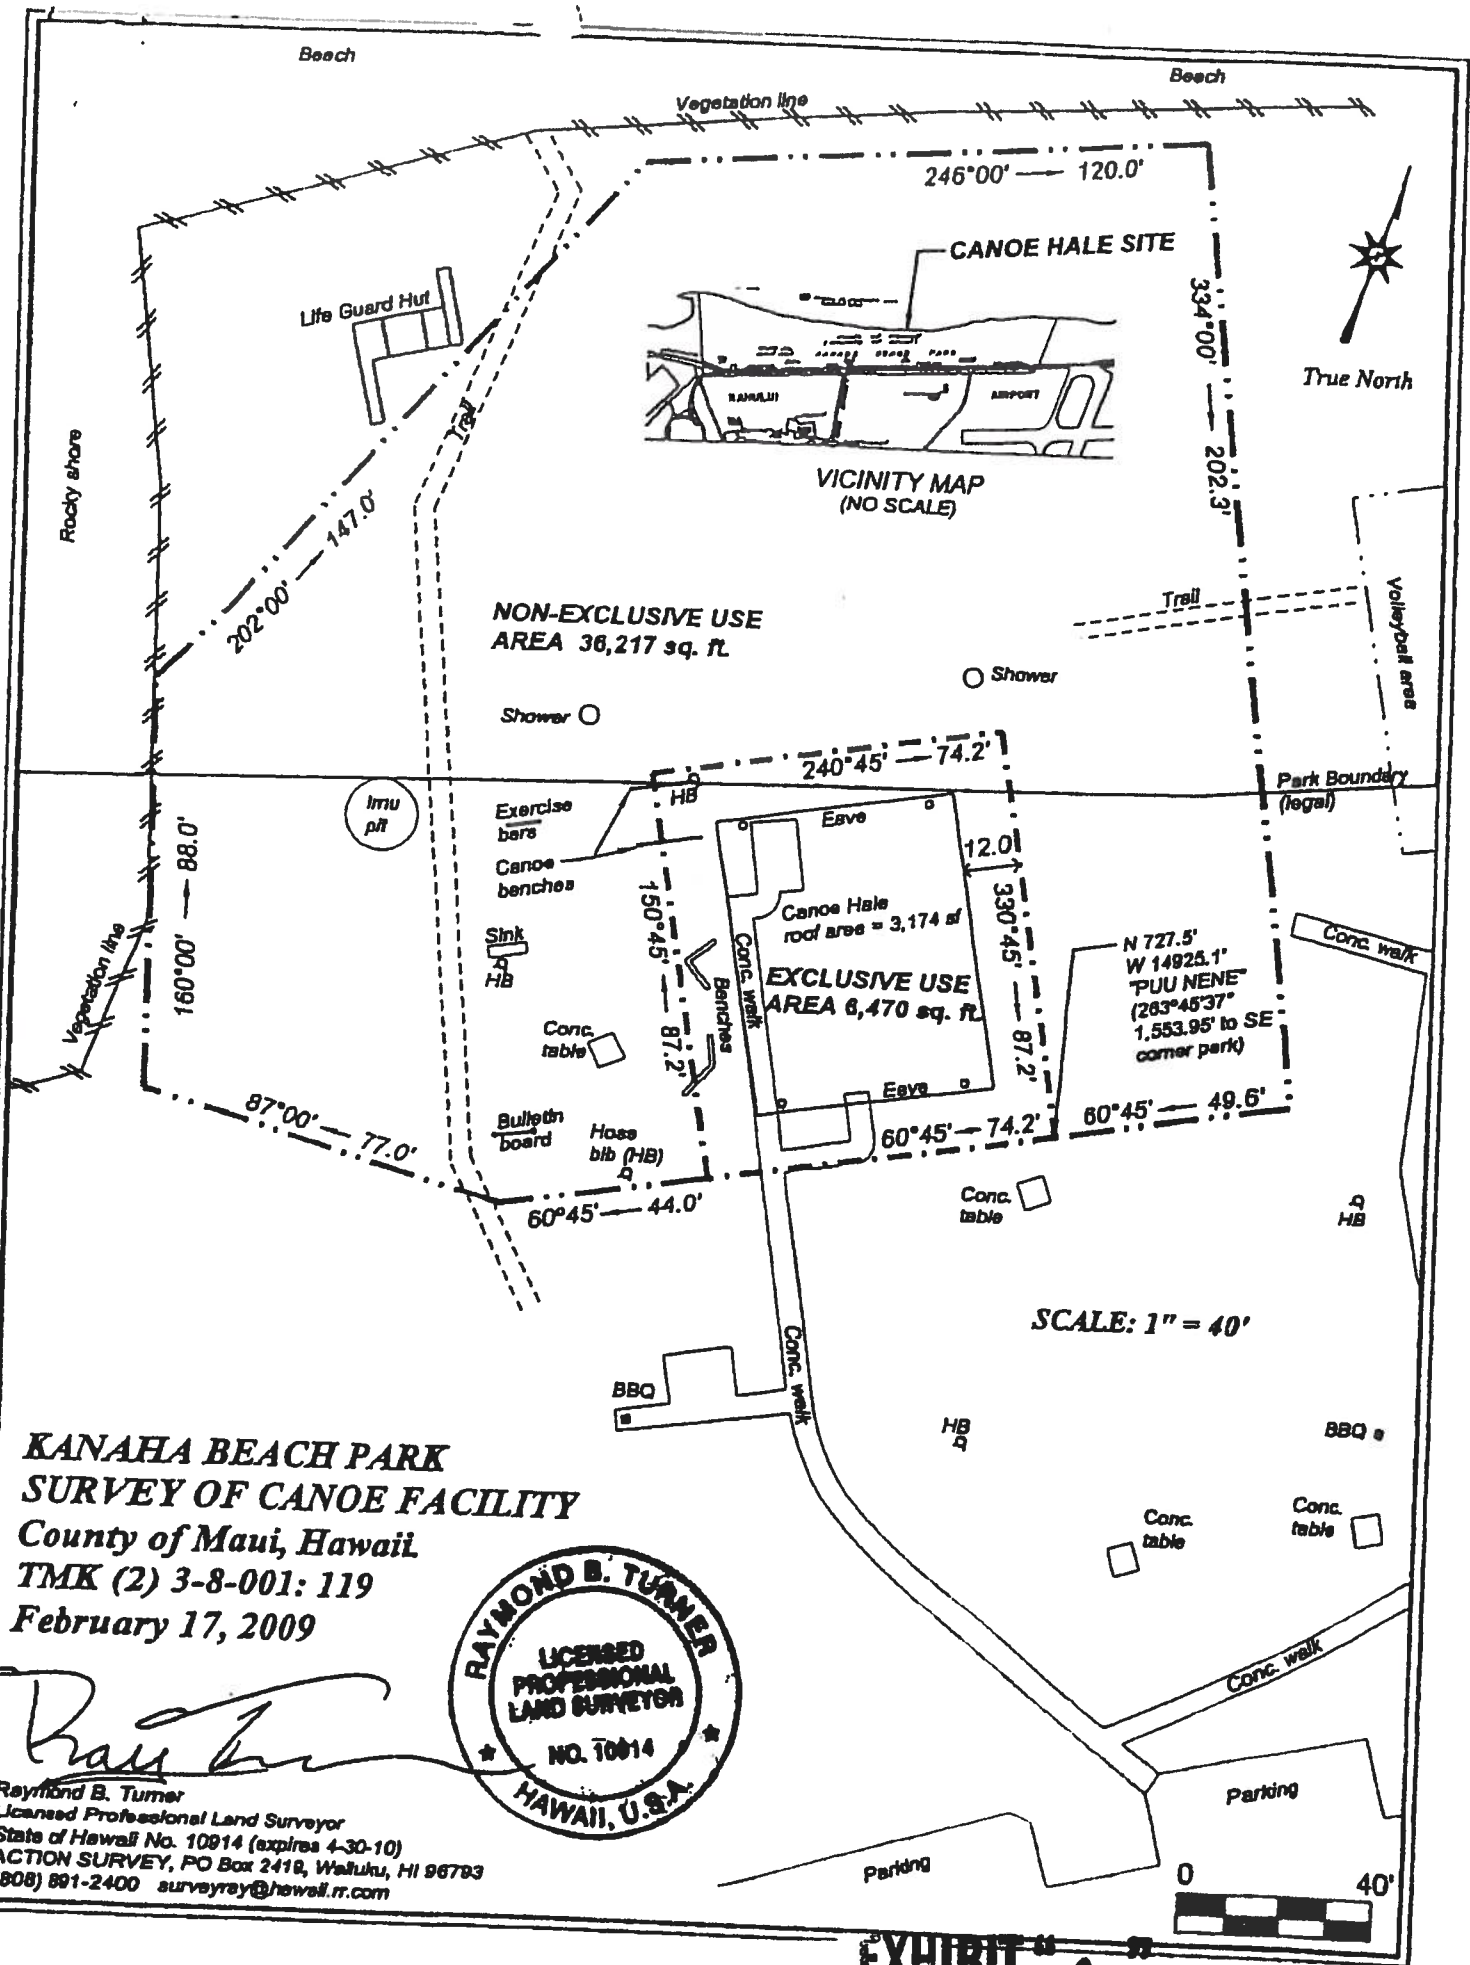 Beach
Beach
Vegetation line
246°00' 120.0'
CANOE HALE SITE
Life Guard Hut
334°00' 202.3'
True North
KAHULUI
AIRPORT
VICINITY MAP
(NO SCALE)
Rocky shore
Trail
202°00' 147.0'
NON-EXCLUSIVE USE
AREA 36,217 sq. ft.
Trail
Volleyball area
Shower
Shower
240°45' 74.2'
Park Boundary
(legal)
HB
Imu
pit
Exercise
bars
Eave
12.0
Canoe
benches
160°00' 88.0'
150°45' 87.2'
330°45' 87.2'
Canoe Hale
roof area = 3,174 sf
Conc. walk
EXCLUSIVE USE
AREA 6,470 sq. ft.
N 727.5'
W 14925.1'
"PUU NENE"
(263°45'37"
1,553.95' to SE
corner park)
Conc. walk
Vegetation line
Sink
HB
Benches
Conc.
table
Eave
87°00' 77.0'
Bulletin
board
Hose
bib (HB)
60°45' 74.2'
60°45' 49.6'
60°45' 44.0'
Conc.
table
HB
SCALE: 1" = 40'
Conc. walk
BBQ
HB
BBQ
KANAHA BEACH PARK
SURVEY OF CANOE FACILITY
County of Maui, Hawaii.
TMK (2) 3-8-001: 119
February 17, 2009
Conc.
table
Conc.
table
RAYMOND B. TURNER
LICENSED
PROFESSIONAL
LAND SURVEYOR
NO. 10914
HAWAII, U.S.A.
Conc. walk
Raymond B. Turner
Licensed Professional Land Surveyor
State of Hawaii No. 10914 (expires 4-30-10)
ACTION SURVEY, PO Box 2419, Wailuku, HI 96793
808) 891-2400 surveyray@hawaii.rr.com
Parking
Parking
0 40'
EXHIBIT "